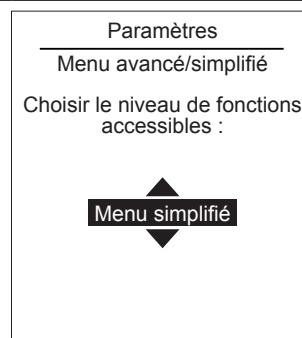 Paramètres
Menu avancé/simplifié
Choisir le niveau de fonctions
accessibles :
Menu simplifié